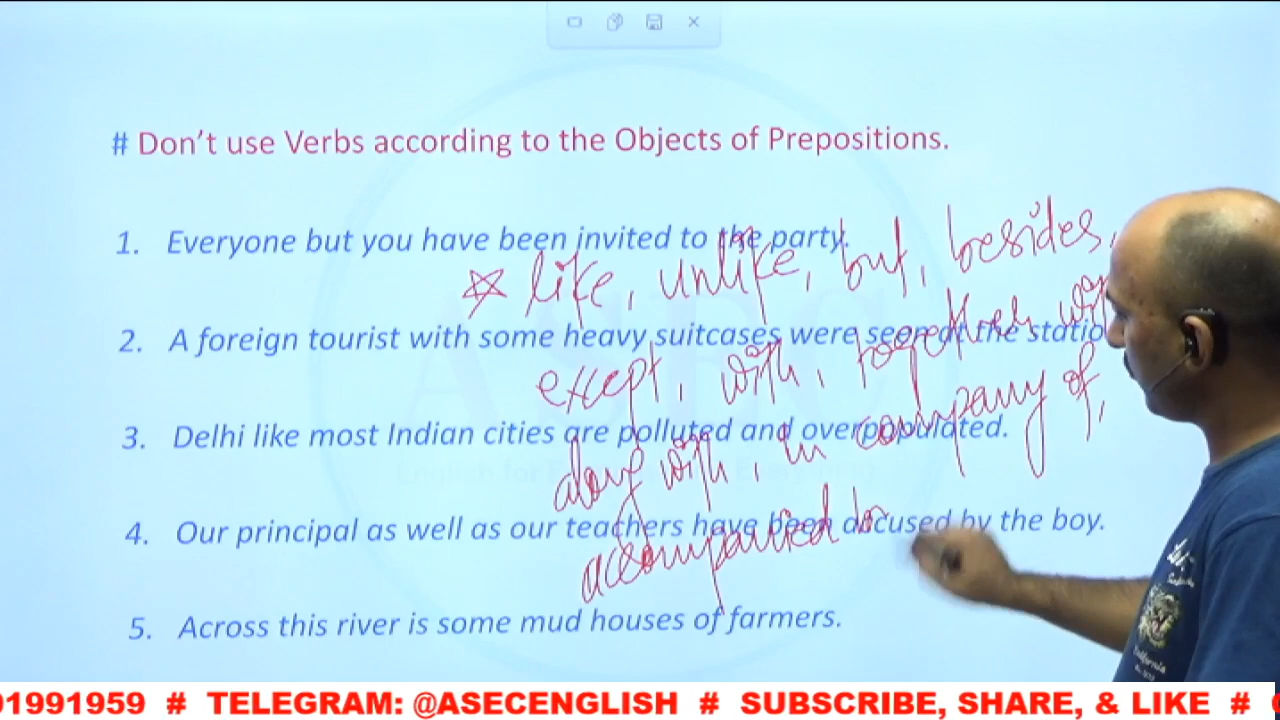 # Don't use Verbs according to the Objects of Prepositions.
1. Everyone but you have been invited to the party.
☆ like, unlike, but, besides,
2. A foreign tourist with some heavy suitcases were seen at the statio
except, with, together wi
3. Delhi like most Indian cities are polluted and overpopulated.
along with, in company of,
4. Our principal as well as our teachers have been accused by the boy.
accompanied b
5. Across this river is some mud houses of farmers.
01991959 # TELEGRAM: @ASECENGLISH # SUBSCRIBE, SHARE, & LIKE #